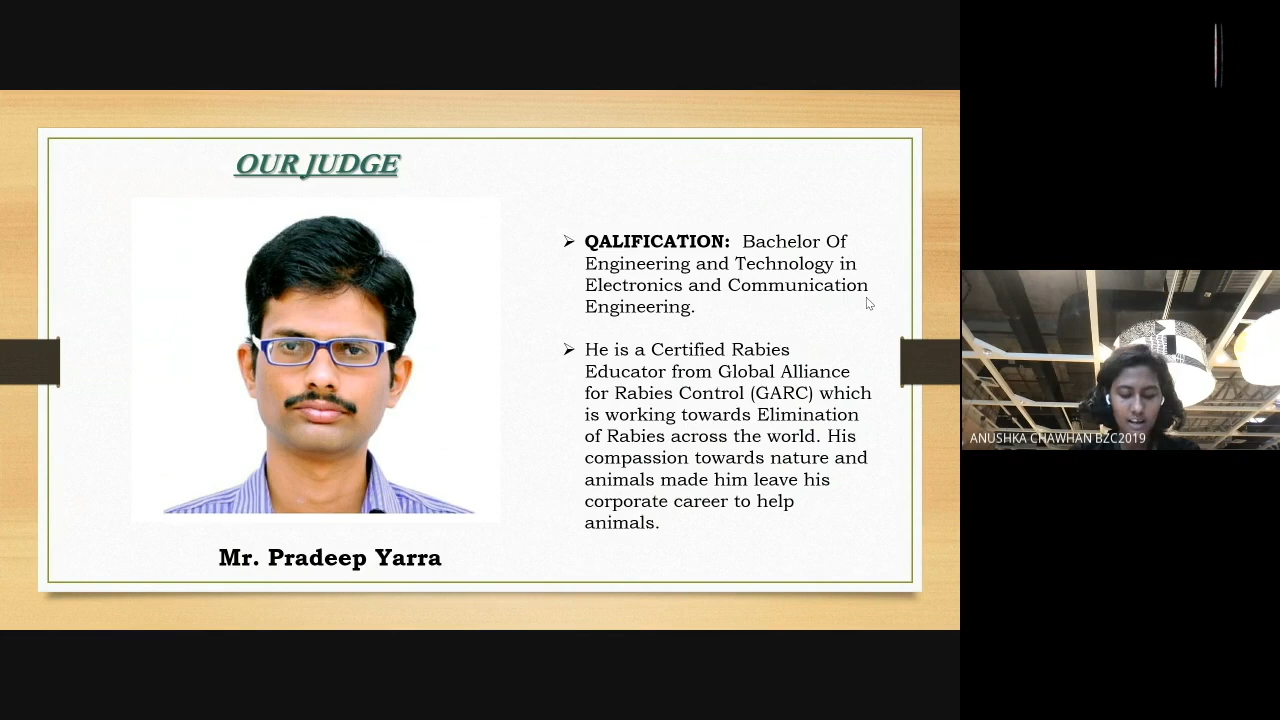 OUR JUDGE
➢ QALIFICATION: Bachelor Of
Engineering and Technology in
Electronics and Communication
Engineering.
➢ He is a Certified Rabies
Educator from Global Alliance
for Rabies Control (GARC) which
is working towards Elimination
of Rabies across the world. His
compassion towards nature and
animals made him leave his
corporate career to help
animals.
Mr. Pradeep Yarra
ANUSHKA CHAWHAN BZC2019